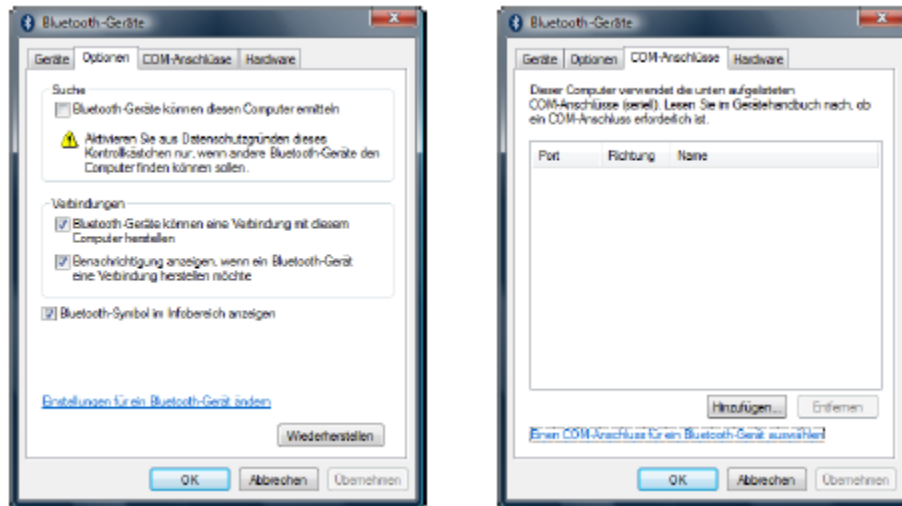 Bluetooth-Geräte
Geräte Optionen COM-Anschlüsse Hardware
Suche
Bluetooth-Geräte können diesen Computer ermitteln
Aktivieren Sie aus Datenschutzgründen dieses
Kontrollkästchen nur, wenn andere Bluetooth-Geräte den
Computer finden können sollen.
Verbindungen
Bluetooth-Geräte können eine Verbindung mit diesem
Computer herstellen
Benachrichtigung anzeigen, wenn ein Bluetooth-Gerät
eine Verbindung herstellen möchte
Bluetooth-Symbol im Infobereich anzeigen
Einstellungen für ein Bluetooth-Gerät ändern
Wiederherstellen
OK Abbrechen Übernehmen
Bluetooth-Geräte
Geräte Optionen COM-Anschlüsse Hardware
Dieser Computer verwendet die unten aufgelisteten
COM-Anschlüsse (seriell). Lesen Sie im Gerätehandbuch nach, ob
ein COM-Anschluss erforderlich ist.
Port Richtung Name
Hinzufügen... Entfernen
Einen COM-Anschluss für ein Bluetooth-Gerät auswählen
OK Abbrechen Übernehmen